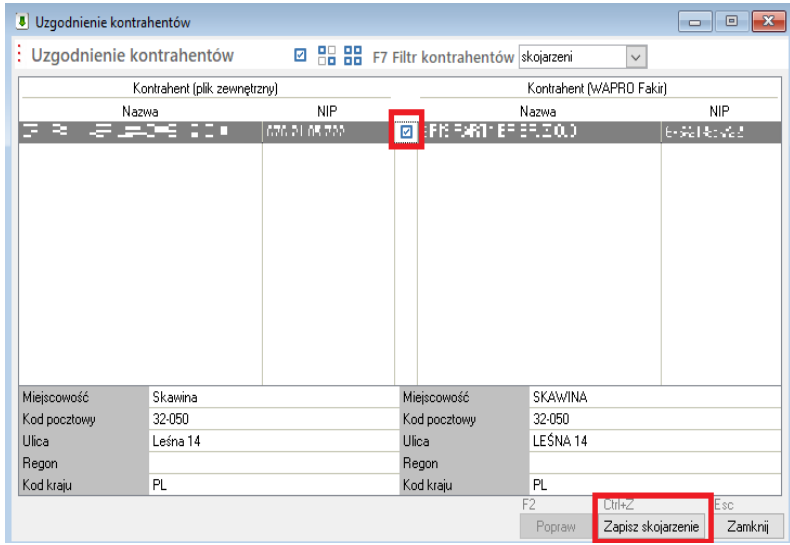 Uzgodnienie kontrahentów
Uzgodnienie kontrahentów F7 Filtr kontrahentów skojarzeni
Kontrahent (plik zewnętrzny) Kontrahent (WAPRO Fakir)
Nazwa NIP Nazwa NIP
Miejscowość Skawina Miejscowość SKAWINA
Kod pocztowy 32-050 Kod pocztowy 32-050
Ulica Leśna 14 Ulica LEŚNA 14
Regon Regon
Kod kraju PL Kod kraju PL
F2 Ctrl+Z Esc
Popraw Zapisz skojarzenie Zamknij